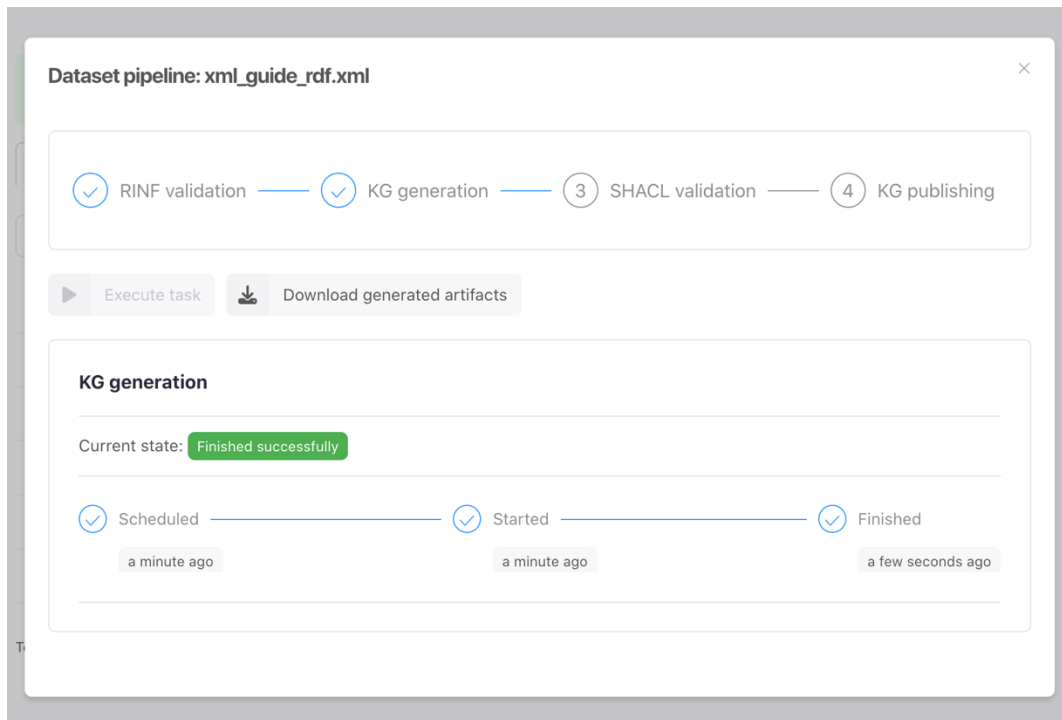 Dataset pipeline: xml_guide_rdf.xml
RINF validation KG generation 3 SHACL validation 4 KG publishing
Execute task Download generated artifacts
KG generation
Current state: Finished successfully
Scheduled Started Finished
a minute ago a minute ago a few seconds ago